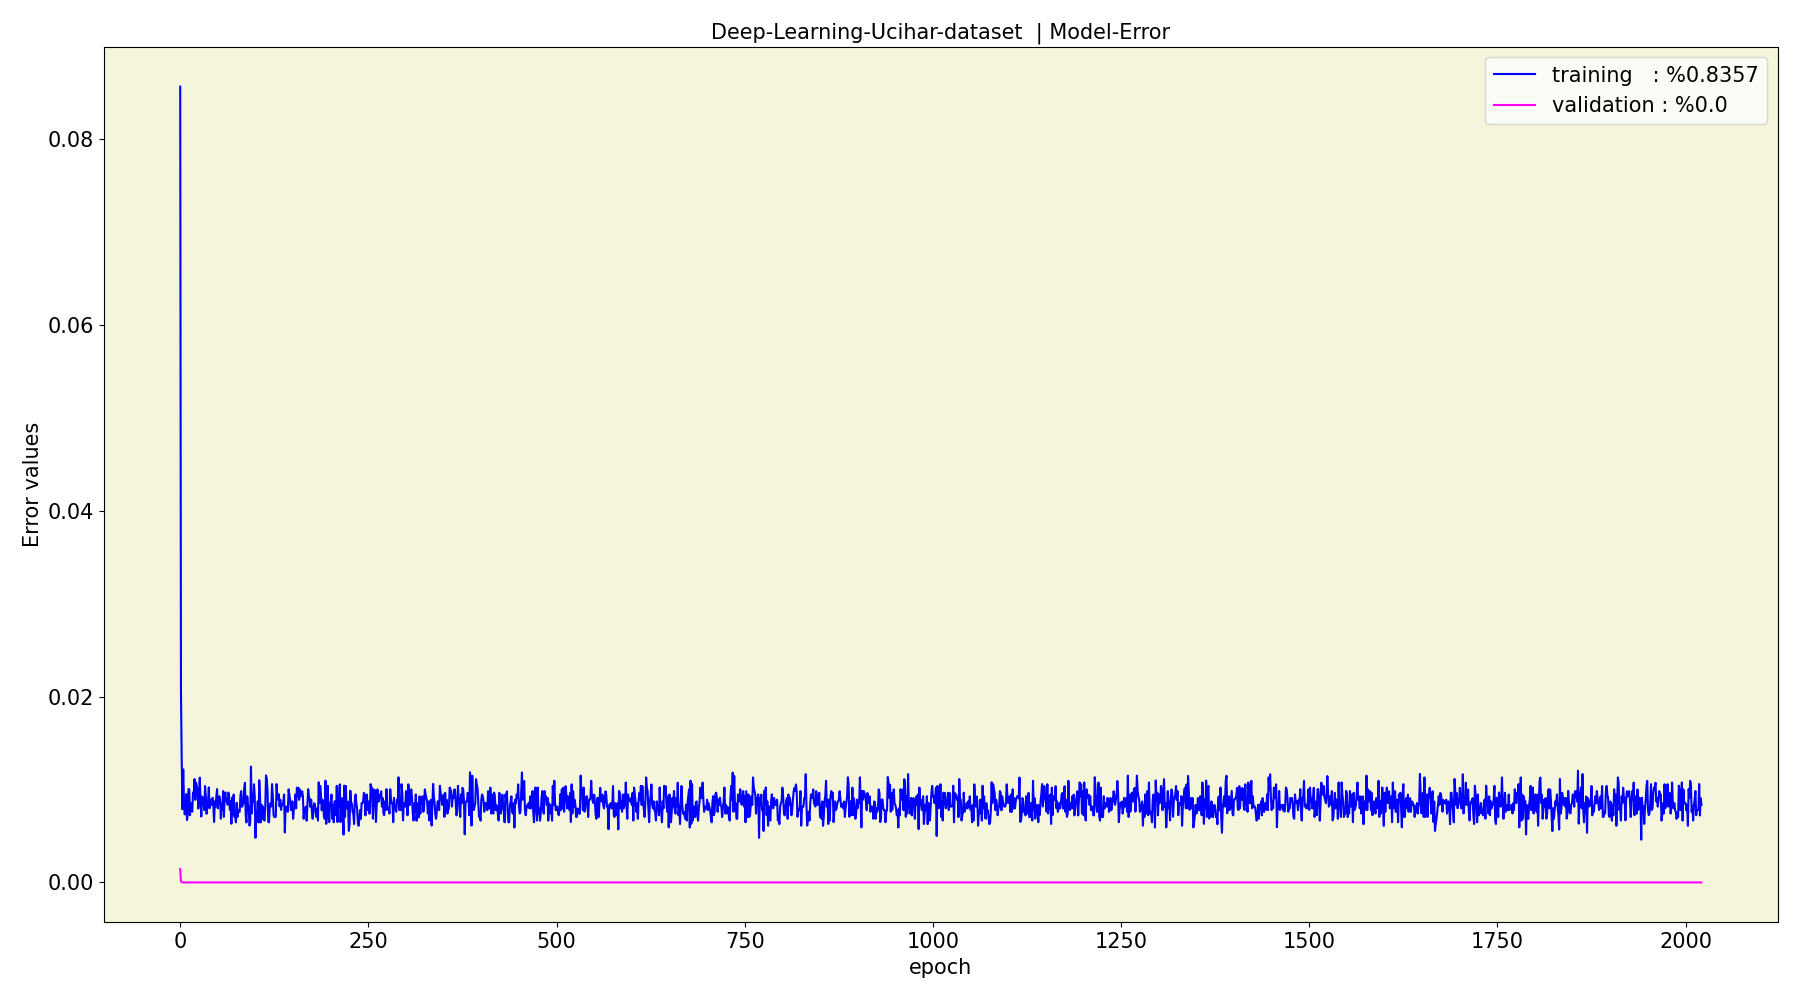 Deep-Learning-Ucihar-dataset  | Model-Error
training   : %0.8357
validation : %0.0
Error values
0.08
0.06
0.04
0.02
0.00
0 250 500 750 1000 1250 1500 1750 2000
epoch